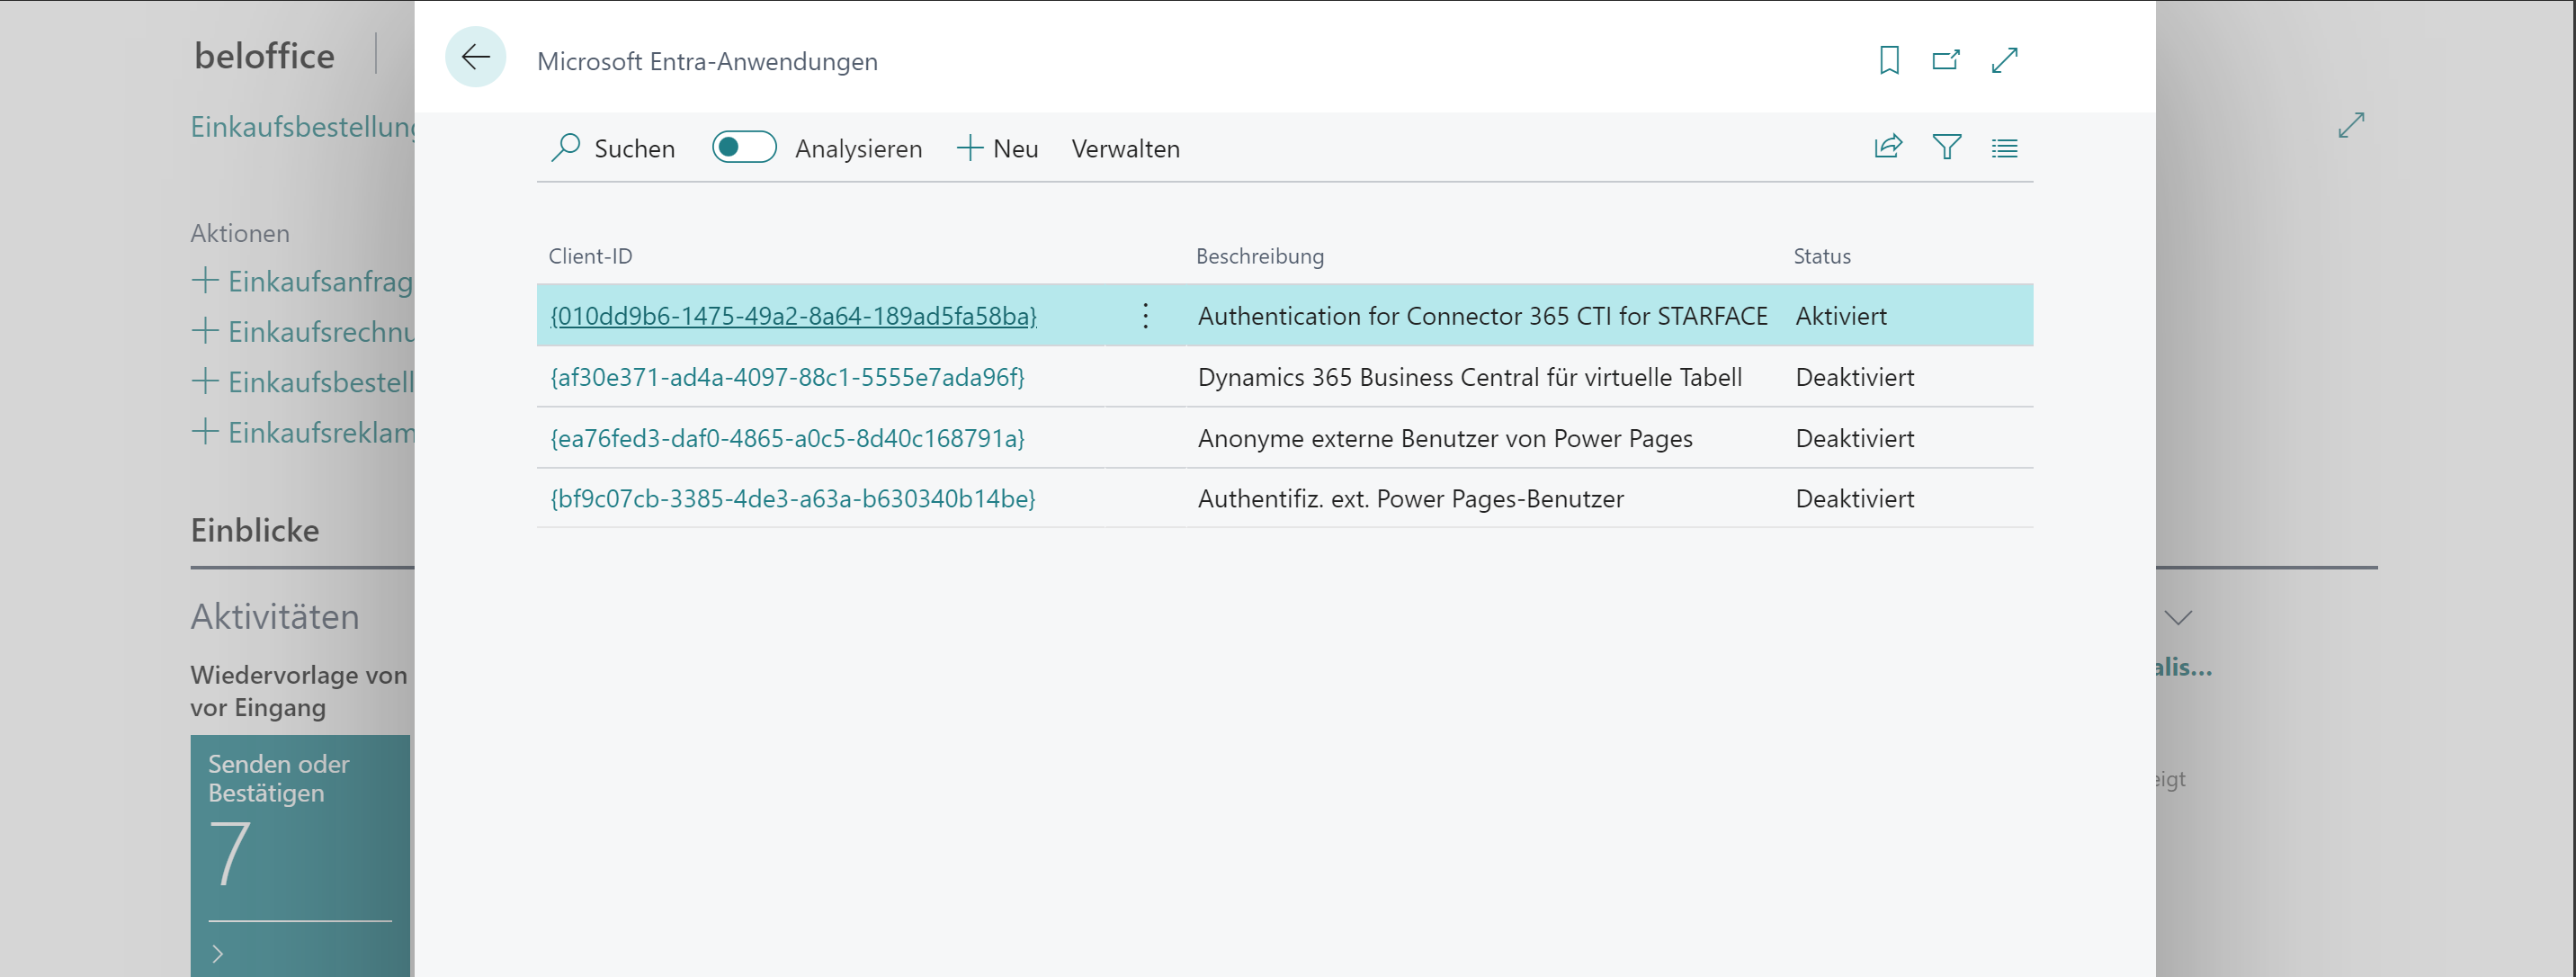 beloffice
Einkaufsbestellung
Aktionen
Einkaufsanfrag
Einkaufsrechnu
Einkaufsbestell
Einkaufsreklam
Einblicke
Aktivitäten
Wiedervorlage von
vor Eingang
Senden oder
Bestätigen
7
Microsoft Entra-Anwendungen
Suchen Analysieren Neu Verwalten
Client-ID Beschreibung Status
{010dd9b6-1475-49a2-8a64-189ad5fa58ba} Authentication for Connector 365 CTI for STARFACE Aktiviert
{af30e371-ad4a-4097-88c1-5555e7ada96f} Dynamics 365 Business Central für virtuelle Tabell Deaktiviert
{ea76fed3-daf0-4865-a0c5-8d40c168791a} Anonyme externe Benutzer von Power Pages Deaktiviert
{bf9c07cb-3385-4de3-a63a-b630340b14be} Authentifiz. ext. Power Pages-Benutzer Deaktiviert
alis...
eigt